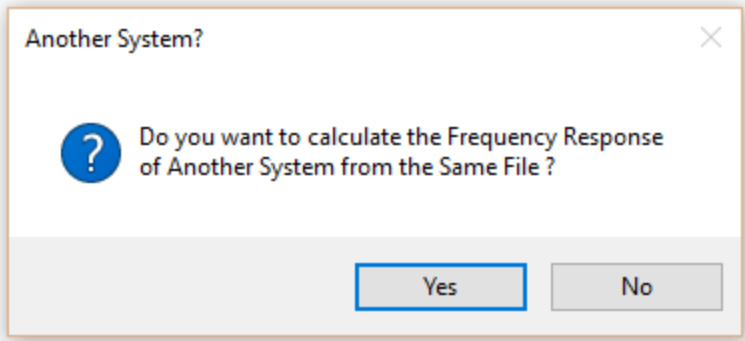 Another System?
Do you want to calculate the Frequency Response
of Another System from the Same File ?
Yes
No